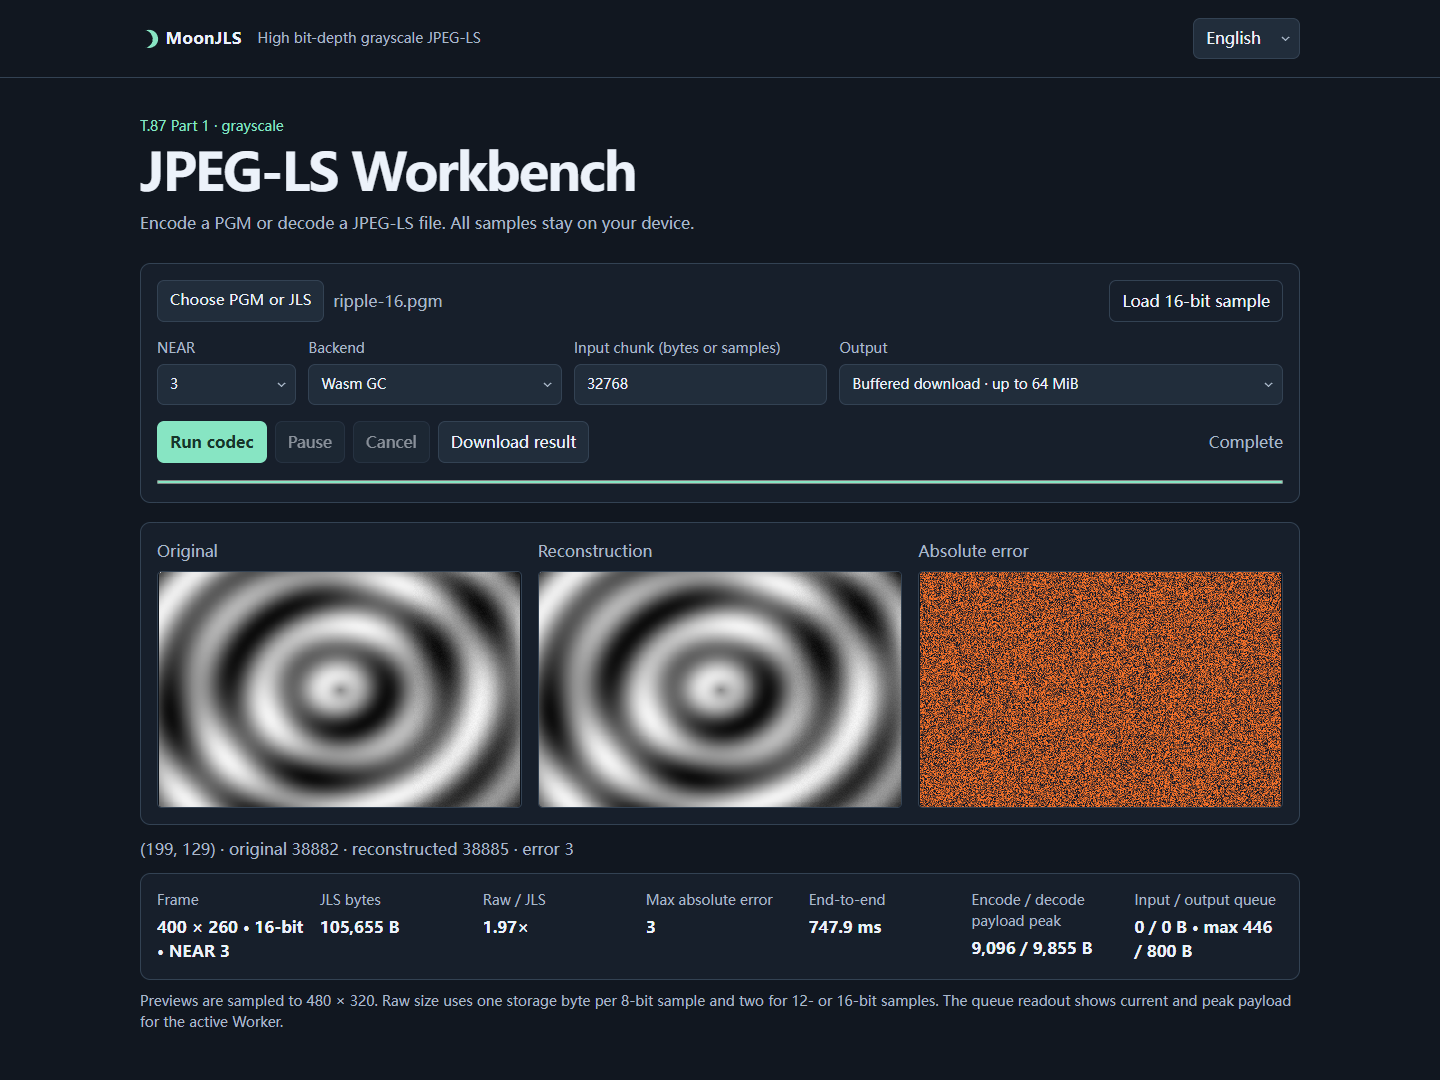 MoonJLS High bit-depth grayscale JPEG-LS English
T.87 Part 1 · grayscale
JPEG-LS Workbench
Encode a PGM or decode a JPEG-LS file. All samples stay on your device.
Choose PGM or JLS ripple-16.pgm Load 16-bit sample
NEAR Backend Input chunk (bytes or samples) Output
3 Wasm GC 32768 Buffered download · up to 64 MiB
Run codec Pause Cancel Download result Complete
Original Reconstruction Absolute error
(199, 129) · original 38882 · reconstructed 38885 · error 3
Frame
400 × 260 • 16-bit
• NEAR 3
JLS bytes
105,655 B
Raw / JLS
1.97×
Max absolute error
3
End-to-end
747.9 ms
Encode / decode
payload peak
9,096 / 9,855 B
Input / output queue
0 / 0 B • max 446
/ 800 B
Previews are sampled to 480 × 320. Raw size uses one storage byte per 8-bit sample and two for 12- or 16-bit samples. The queue readout shows current and peak payload
for the active Worker.